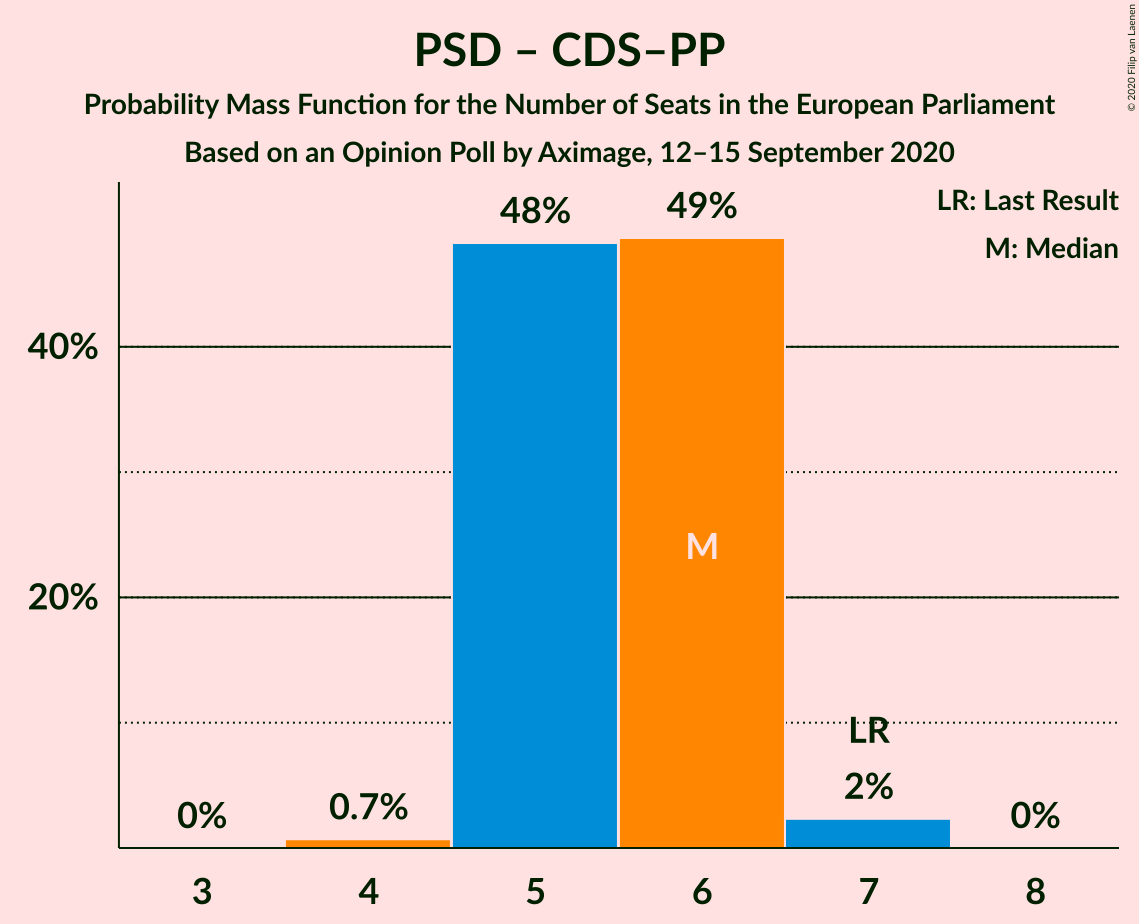 PSD – CDS–PP
Probability Mass Function for the Number of Seats in the European Parliament
Based on an Opinion Poll by Aximage, 12–15 September 2020
© 2020 Filip van Laenen
LR: Last Result
M: Median
48%
49%
40%
M
20%
LR
0%
0.7%
2%
0%
3
4
5
6
7
8